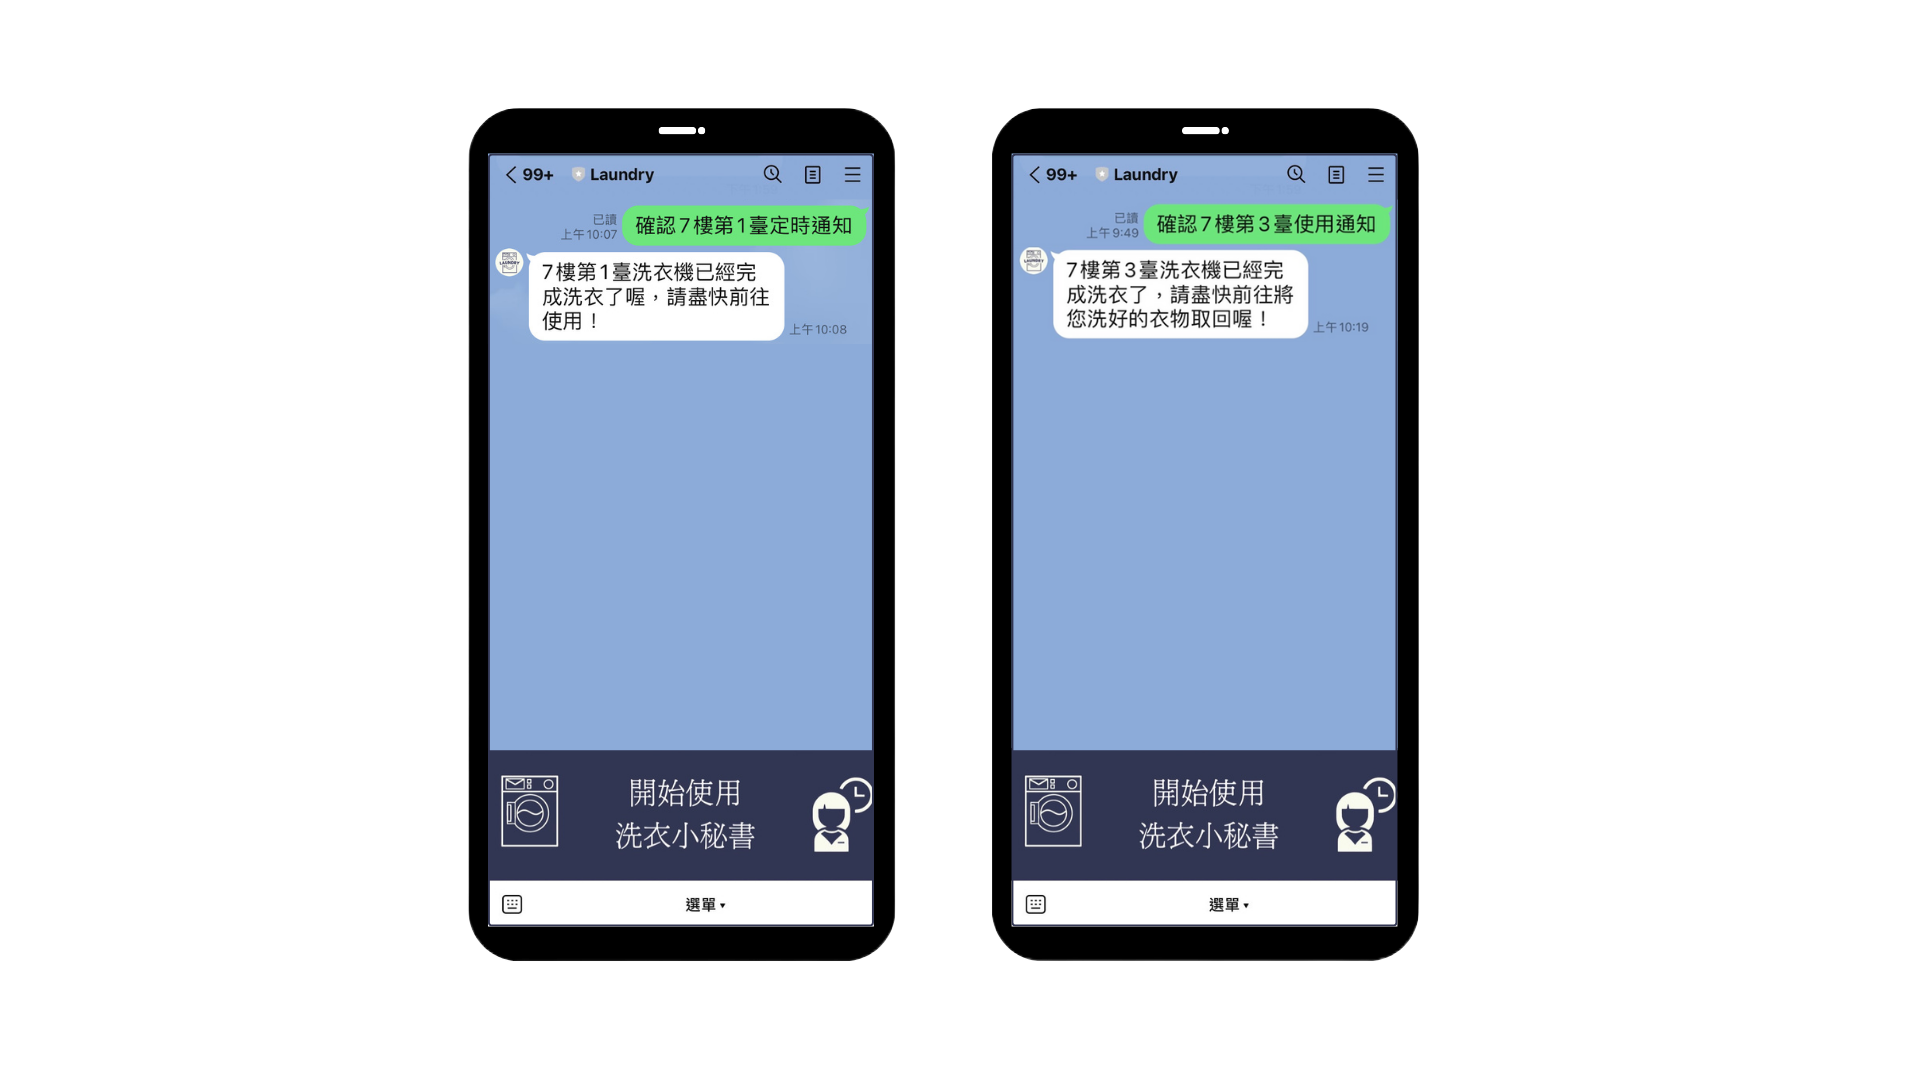 99+ Laundry
已讀
上午10:07
確認7樓第1臺定時通知
7樓第1臺洗衣機已經完
成洗衣了喔，請盡快前往
使用！
上午10:08
開始使用
洗衣小秘書
選單▾
99+ Laundry
已讀
上午9:49
確認7樓第3臺使用通知
LAUNDRY
7樓第3臺洗衣機已經完
成洗衣了，請盡快前往將
您洗好的衣物取回喔！
上午10:19
開始使用
洗衣小秘書
選單▾